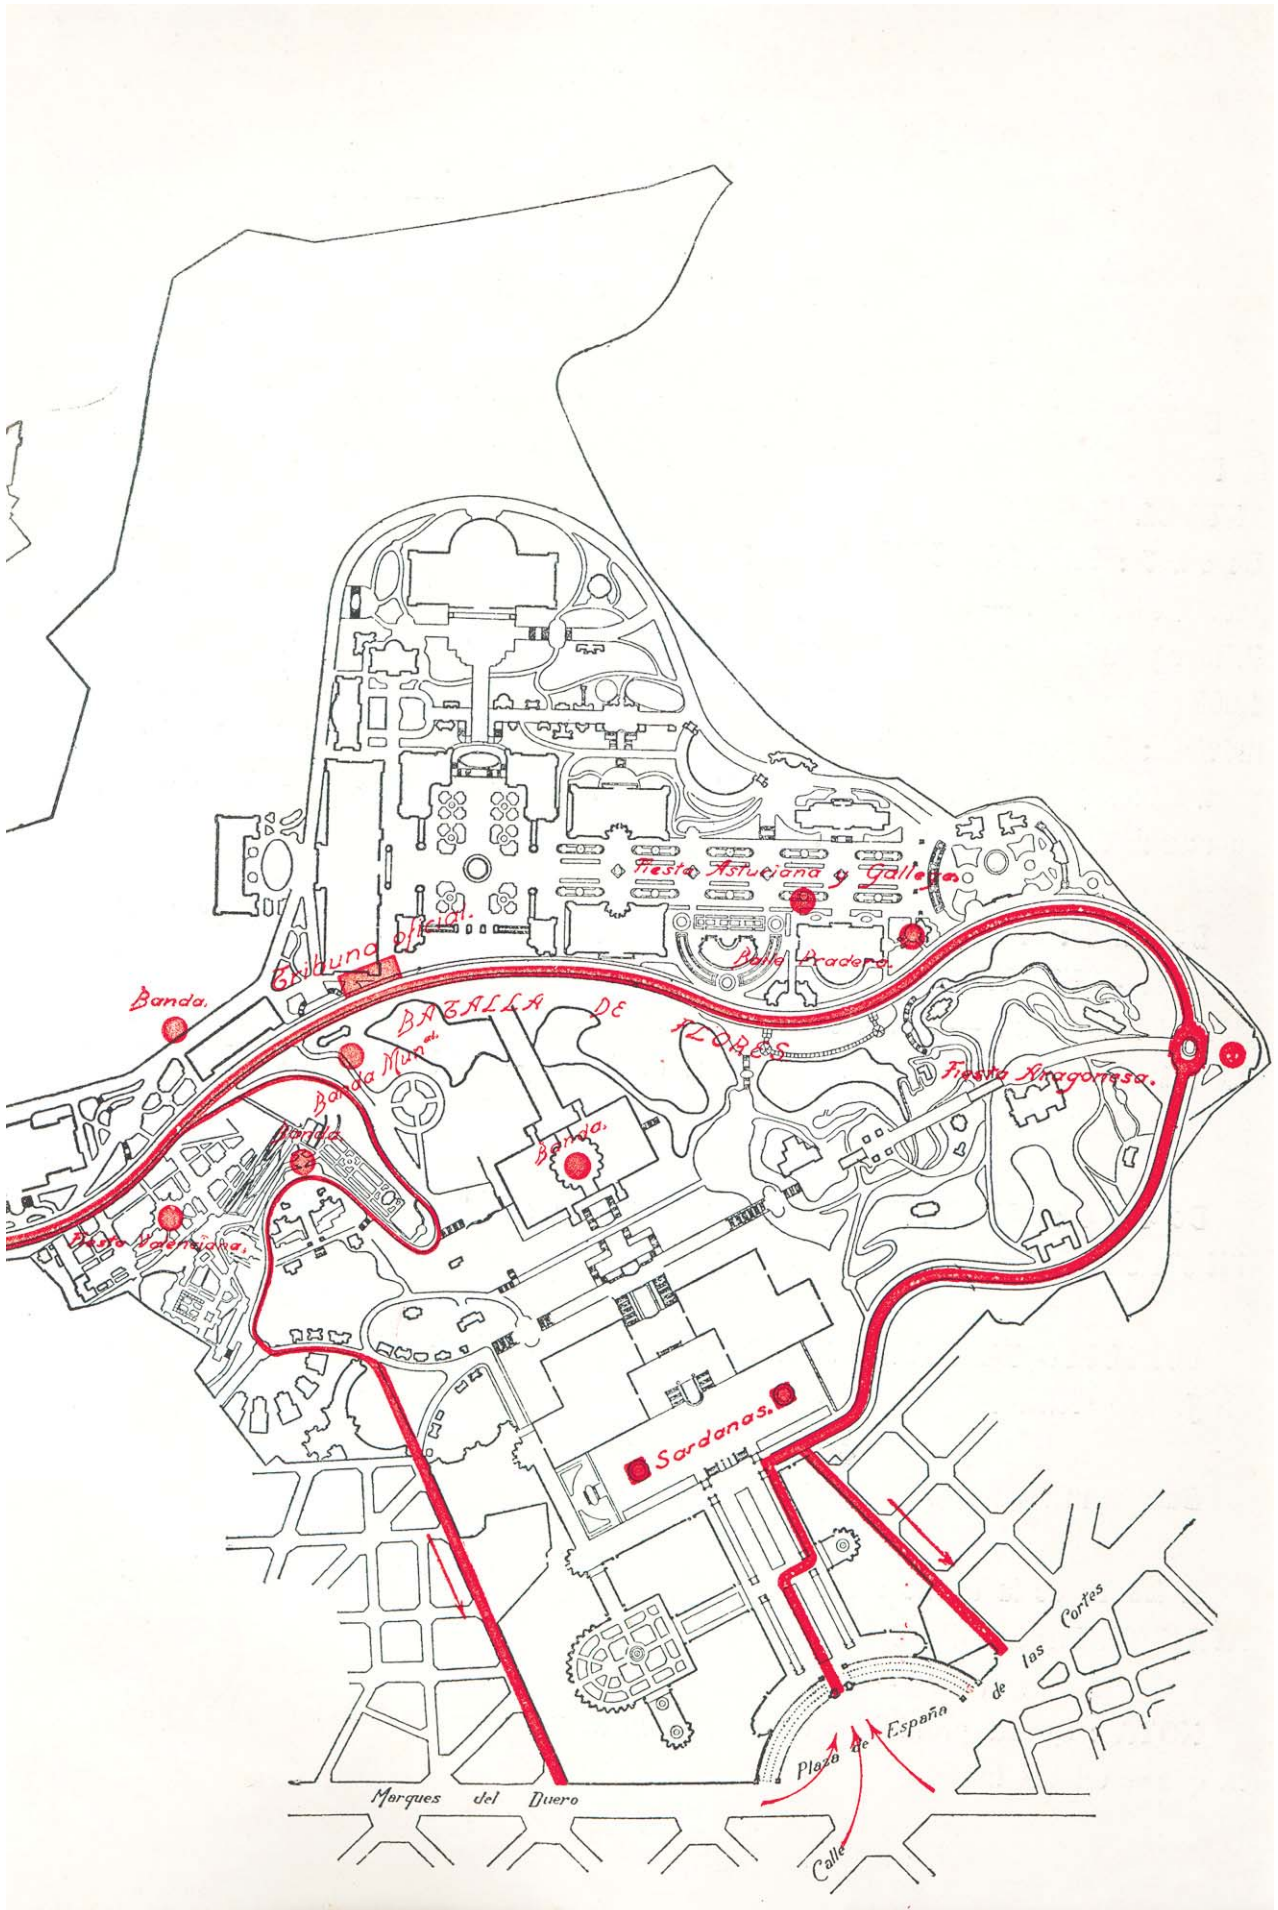 Fiesta Asturiana y Gallega.
Tribuna oficial.
Baile Pradera.
Banda.
BATALLA DE FLORES
Banda Mun al.
Fiesta Aragonesa.
Banda.
Banda.
Fiesta Valenciana.
Sardanas.
Calle de las Cortes
Plaza de España
Marques del Duero